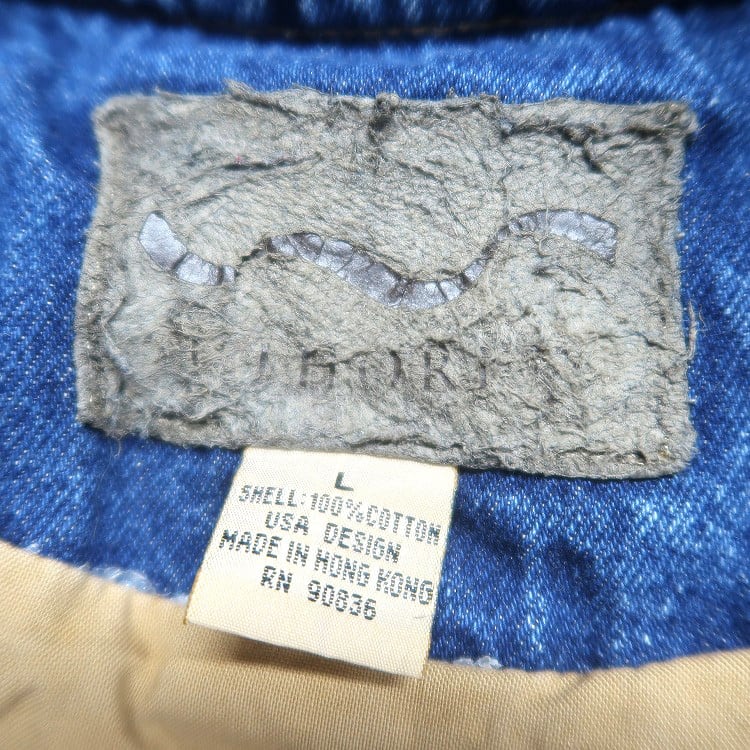 L
SHELL:100%COTTON
USA DESIGN
MADE IN HONG KONG
RN 90836